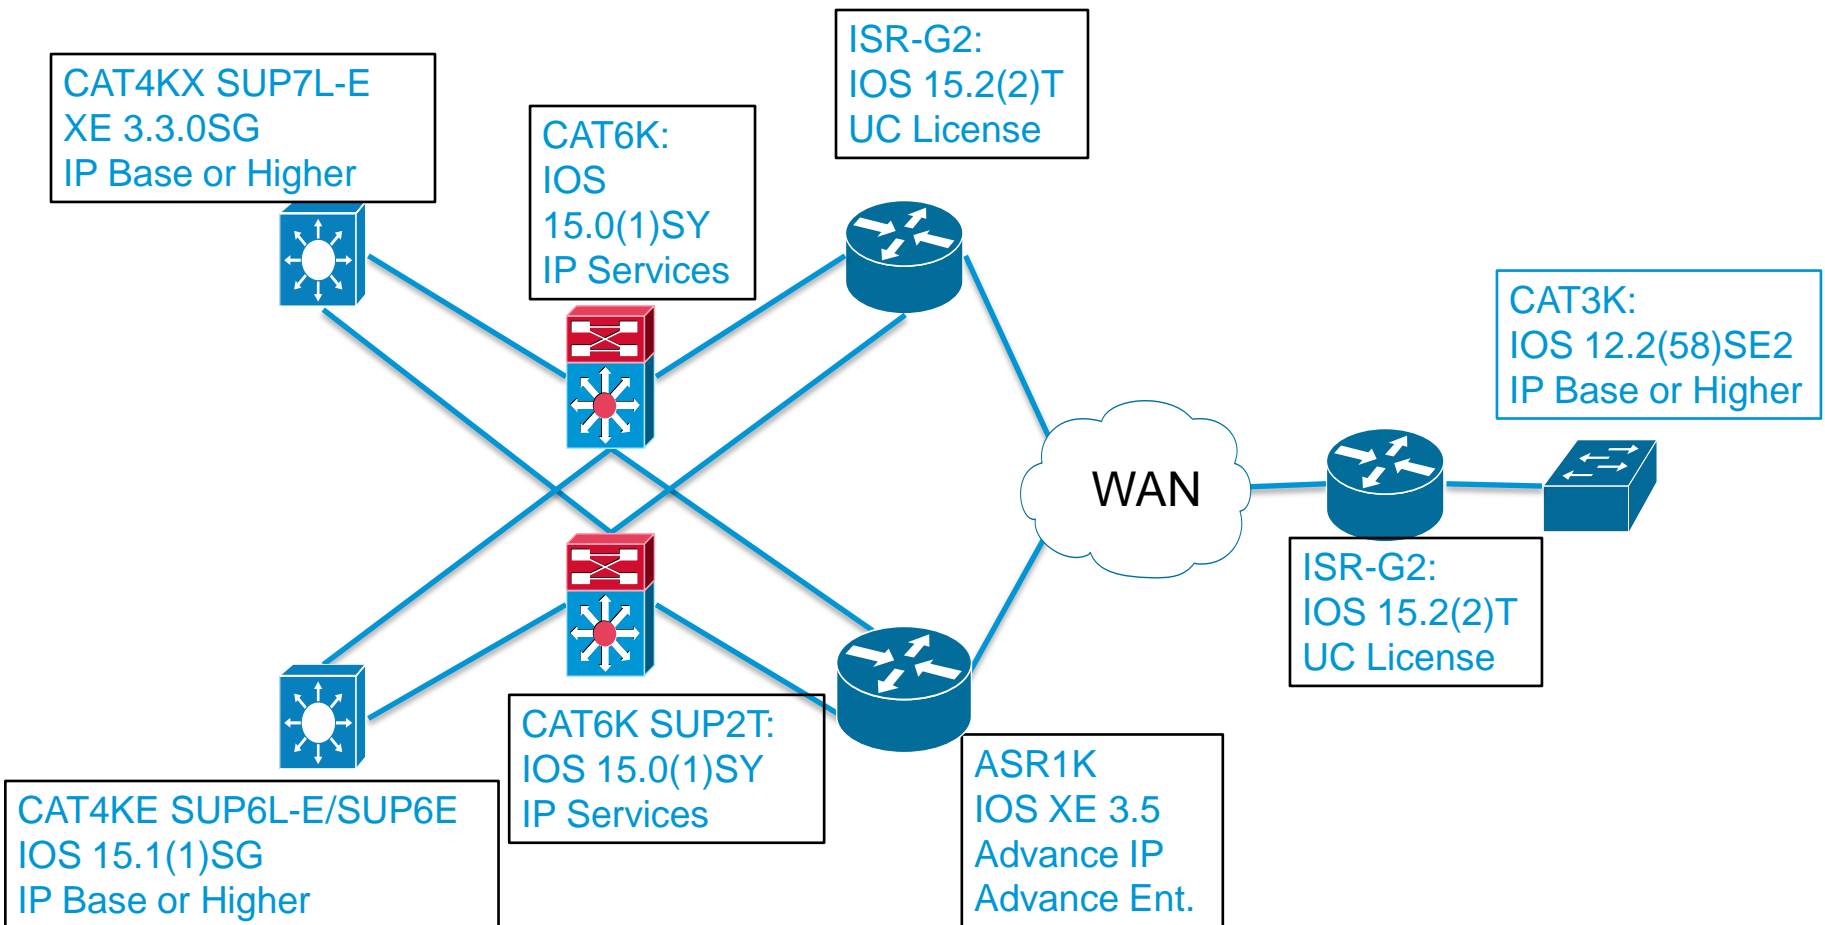 CAT4KX SUP7L-E
XE 3.3.0SG
IP Base or Higher
CAT6K:
IOS
15.0(1)SY
IP Services
ISR-G2:
IOS 15.2(2)T
UC License
CAT3K:
IOS 12.2(58)SE2
IP Base or Higher
WAN
ISR-G2:
IOS 15.2(2)T
UC License
CAT6K SUP2T:
IOS 15.0(1)SY
IP Services
ASR1K
IOS XE 3.5
Advance IP
Advance Ent.
CAT4KE SUP6L-E/SUP6E
IOS 15.1(1)SG
IP Base or Higher